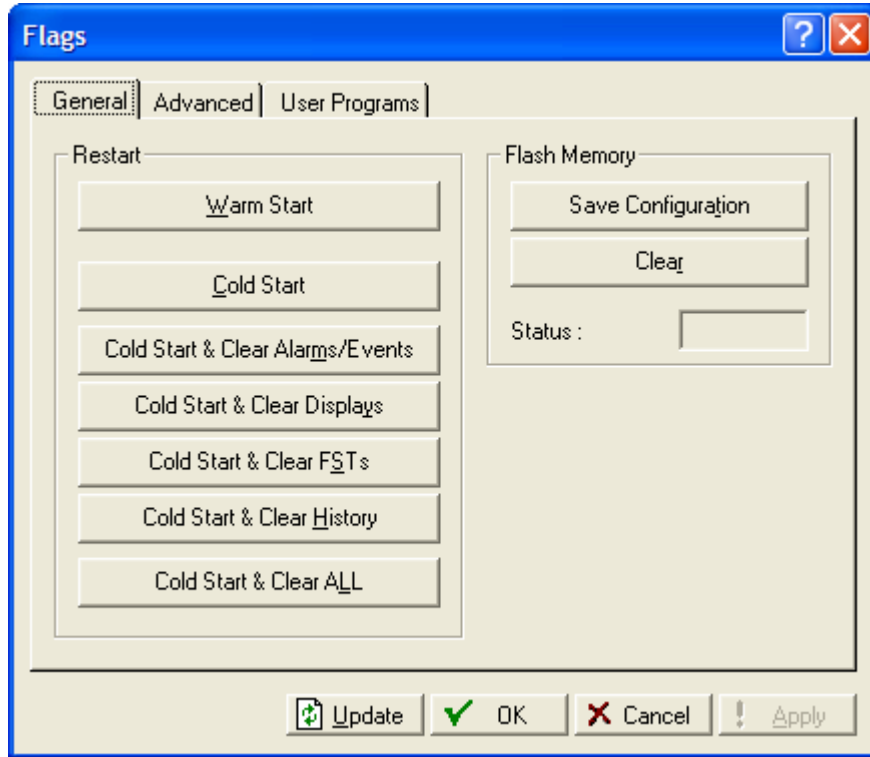 Flags
General Advanced User Programs
Restart
Warm Start
Cold Start
Cold Start & Clear Alarms/Events
Cold Start & Clear Displays
Cold Start & Clear FSTs
Cold Start & Clear History
Cold Start & Clear ALL
Flash Memory
Save Configuration
Clear
Status :
Update OK Cancel Apply